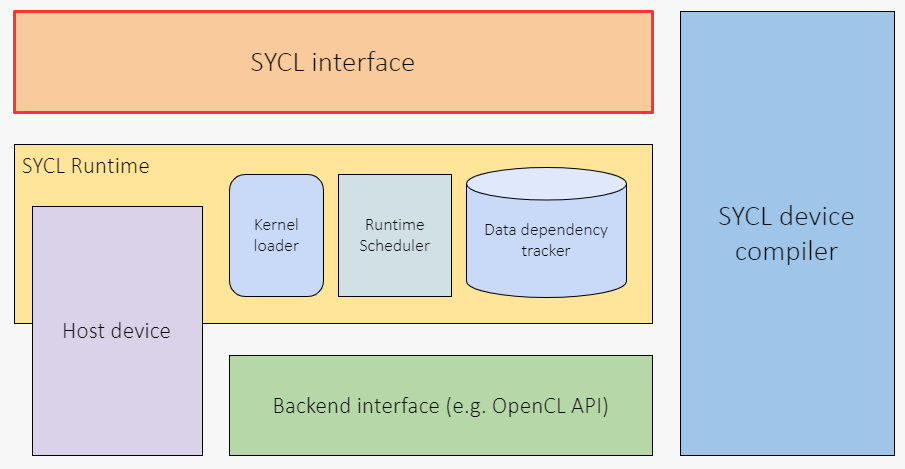 SYCL interface
SYCL Runtime
Kernel
loader
Runtime
Scheduler
Data dependency
tracker
Host device
Backend interface (e.g. OpenCL API)
SYCL device
compiler